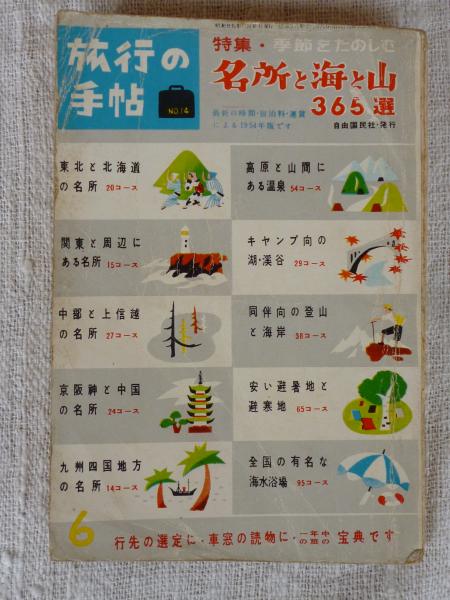 旅行の
手帖
NO.14
特集・季節をたのしむ
名所と海と山
365選
最新の時間・宿泊料・運賃
による1954年版です
自由国民社・発行
東北と北海道
の名所 20コース
高原と山間に
ある温泉 54コース
関東と周辺に
ある名所 15コース
キャンプ向の
湖・渓谷 29コース
中部と上信越
の名所 27コース
同伴向の登山
と海岸 38コース
京阪神と中国
の名所 24コース
安い避暑地と
避寒地 65コース
九州四国地方
の名所 14コース
全国の有名な
海水浴場 95コース
6
行先の選定に・車窓の読物に・一年中の
宝典です